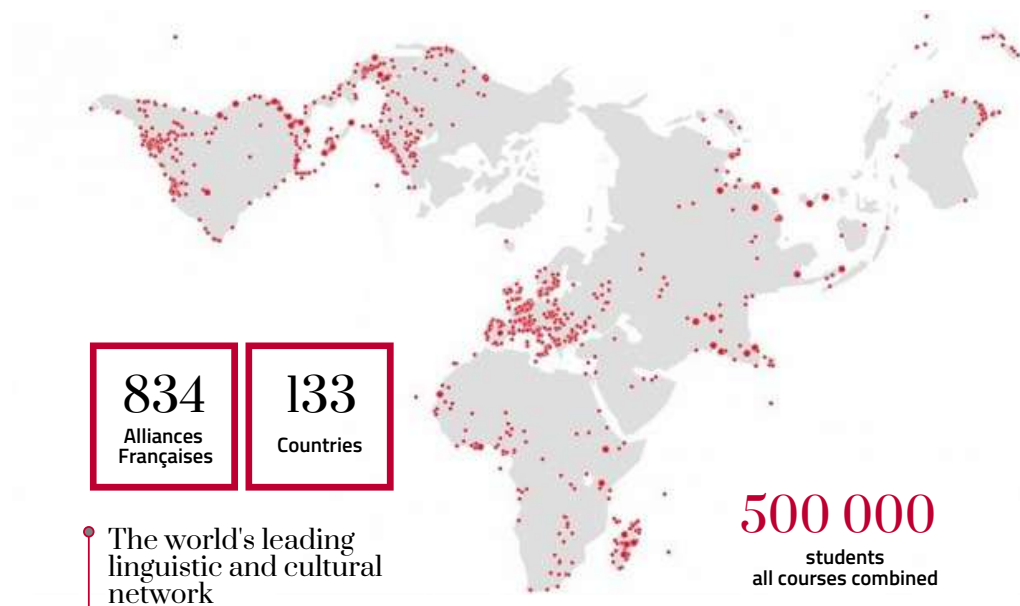 834
Alliances
Françaises
133
Countries
The world's leading
linguistic and cultural
network
500 000
students
all courses combined